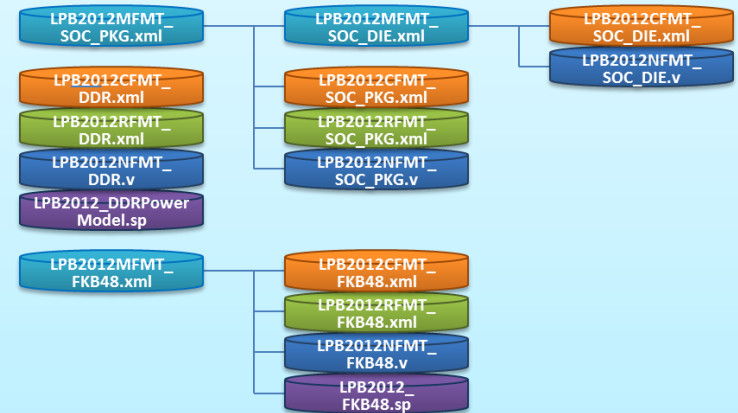 LPB2012MFMT_
SOC_PKG.xml
LPB2012MFMT_
SOC_DIE.xml
LPB2012CFMT_
SOC_DIE.xml
LPB2012NFMT_
SOC_DIE.v
LPB2012CFMT_
DDR.xml
LPB2012RFMT_
DDR.xml
LPB2012NFMT_
DDR.v
LPB2012_DDRPower
Model.sp
LPB2012CFMT_
SOC_PKG.xml
LPB2012RFMT_
SOC_PKG.xml
LPB2012NFMT_
SOC_PKG.v
LPB2012MFMT_
FKB48.xml
LPB2012CFMT_
FKB48.xml
LPB2012RFMT_
FKB48.xml
LPB2012NFMT_
FKB48.v
LPB2012_
FKB48.sp